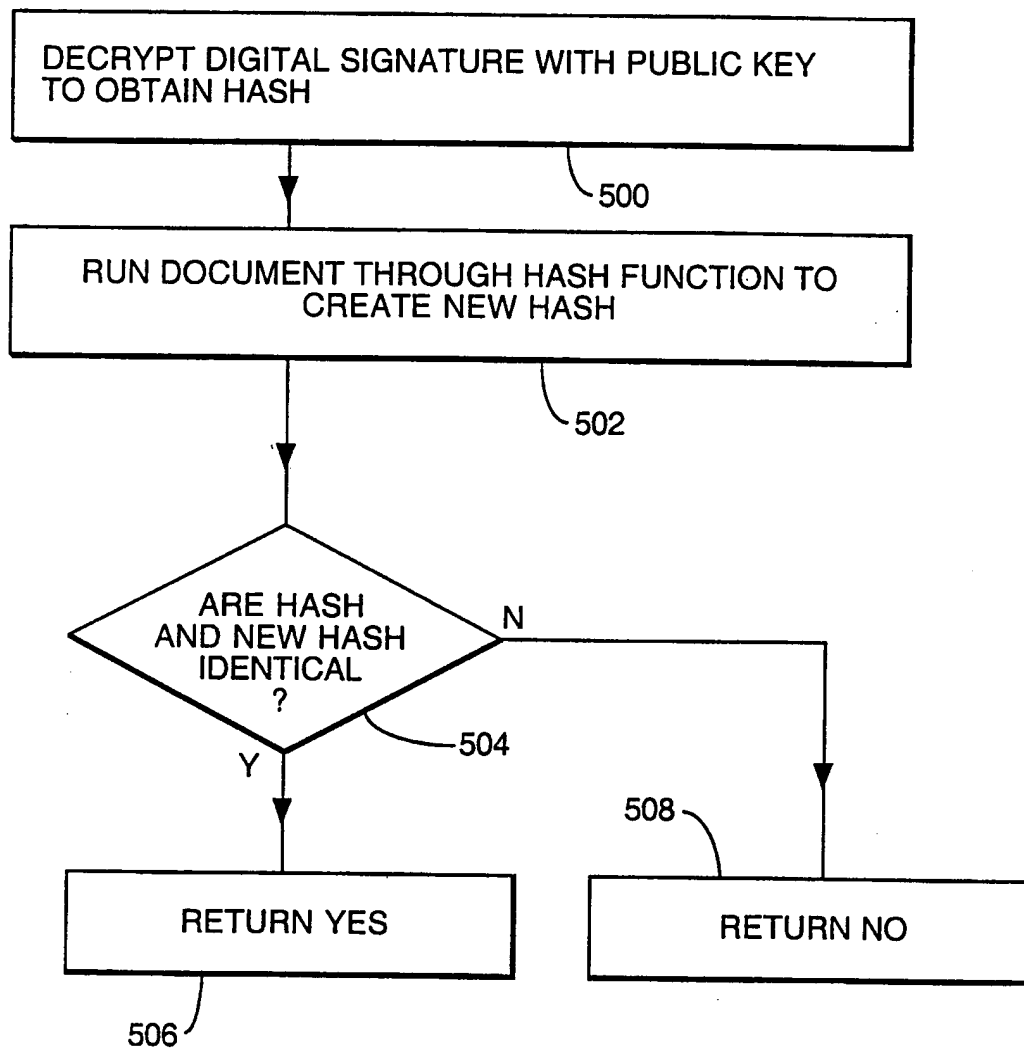 DECRYPT DIGITAL SIGNATURE WITH PUBLIC KEY
TO OBTAIN HASH
500
RUN DOCUMENT THROUGH HASH FUNCTION TO
CREATE NEW HASH
502
ARE HASH
AND NEW HASH
IDENTICAL
?
N
504
Y
508
RETURN YES
RETURN NO
506